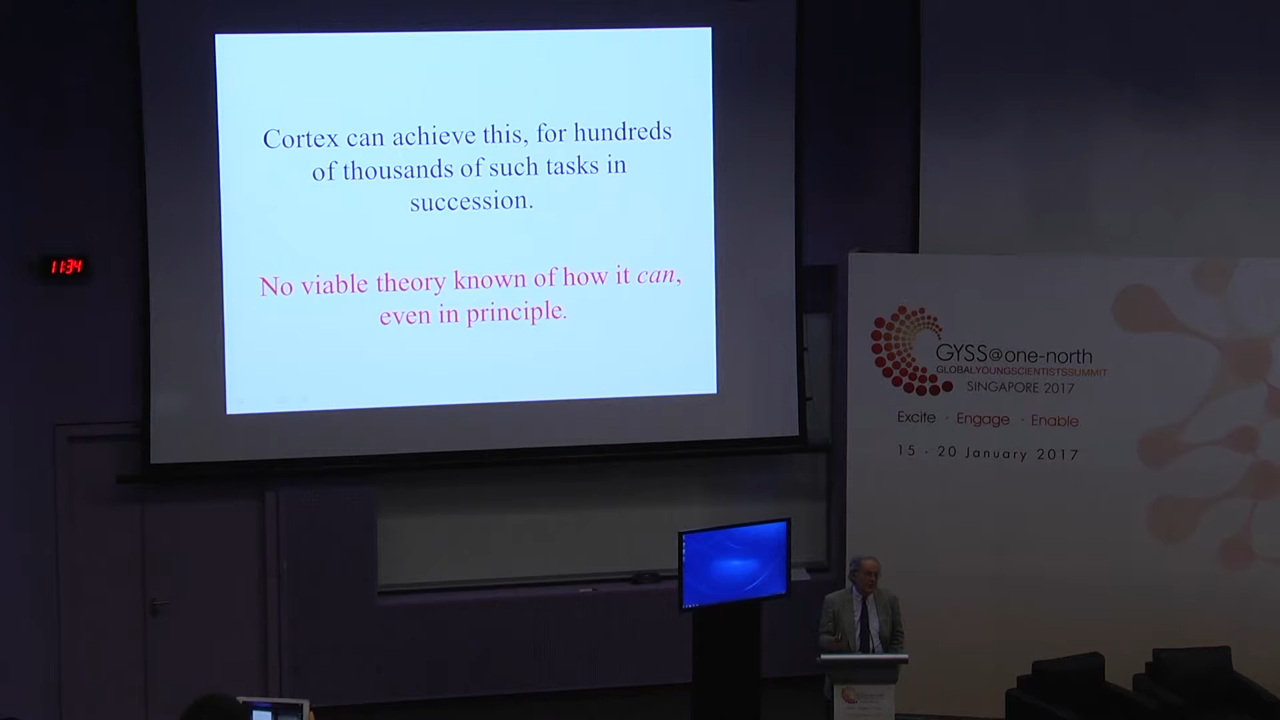 Cortex can achieve this, for hundreds
of thousands of such tasks in
succession.
No viable theory known of how it can,
even in principle.
11:34
GYSS@one-north
GLOBALYOUNGSCIENTISTSSUMMIT
SINGAPORE 2017
Excite · Engage · Enable
15 - 20 January 2017